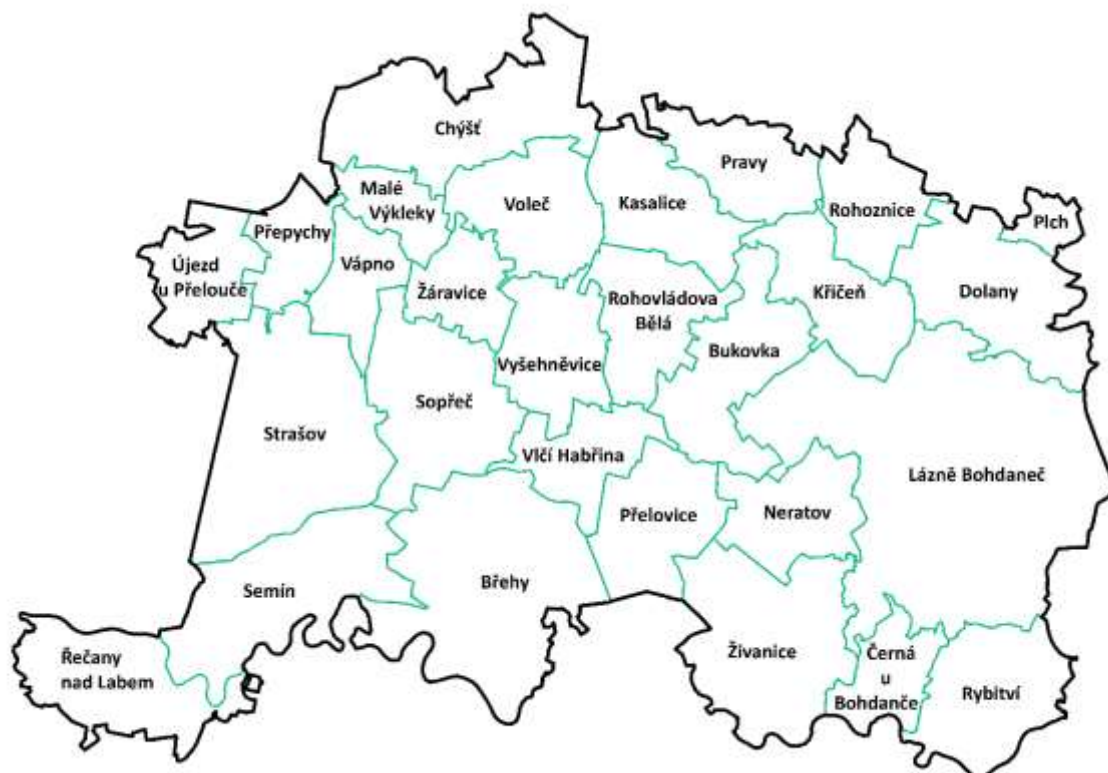 Chýšť
Pravy
Malé
Výkleky
Voleč
Kasalice
Rohoznice
Plch
Přepychy
Újezd
u Přelouče
Vápno
Žáravice
Rohovládova
Bělá
Křičeň
Dolany
Vyšehněvice
Bukovka
Sopřeč
Strašov
Vlčí Habřina
Lázně Bohdaneč
Přelovice
Neratov
Semín
Břehy
Řečany
nad Labem
Živanice
Černá
u
Bohdanče
Rybitví